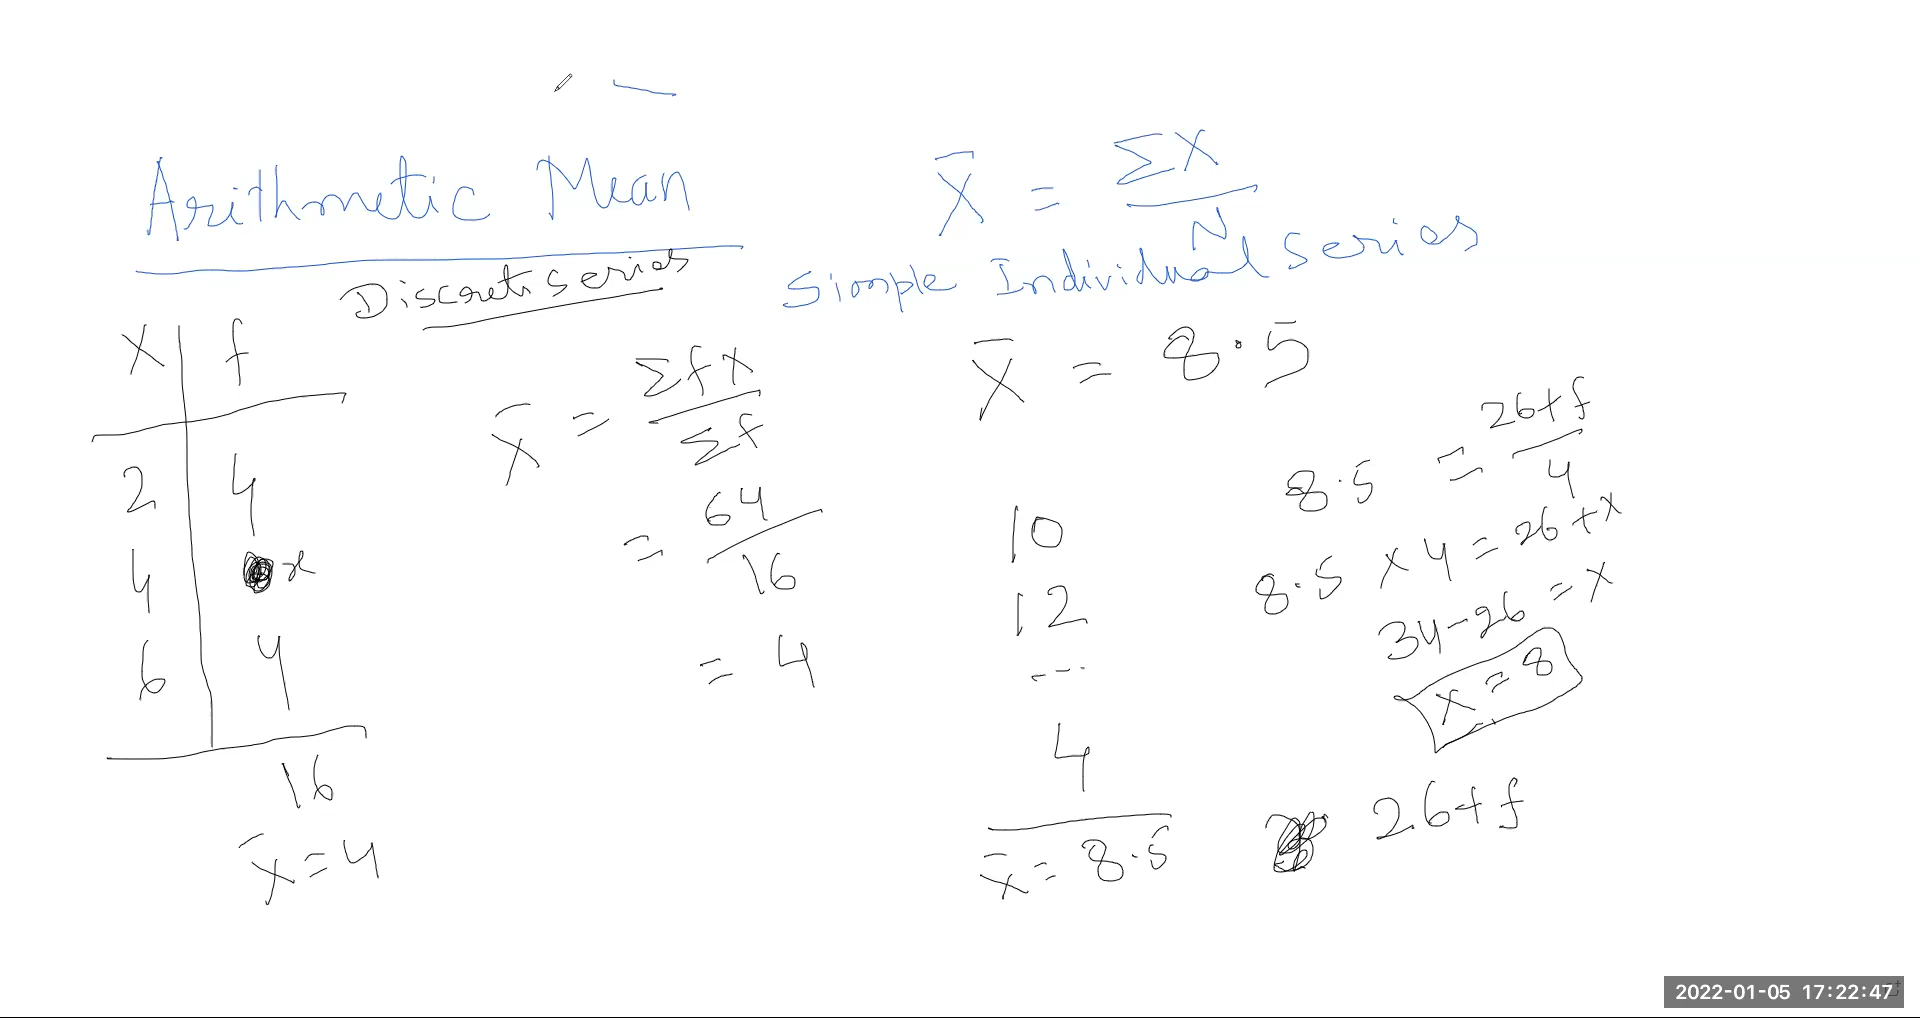 Arithmetic Mean
X̄ = ΣX / N
Simple Individual Series
Discrete series
X | f
2 | 4
4 | x
6 | 4
16
X̄ = 4
X̄ = Σfx / Σf
= 64 / 16
= 4
X̄ = 8.5
10
12
---
4
X̄ = 8.5
8.5 = 26+f / 4
8.5 × 4 = 26 + x
34-26 = x
x = 8
26+f
2022-01-05 17:22:47